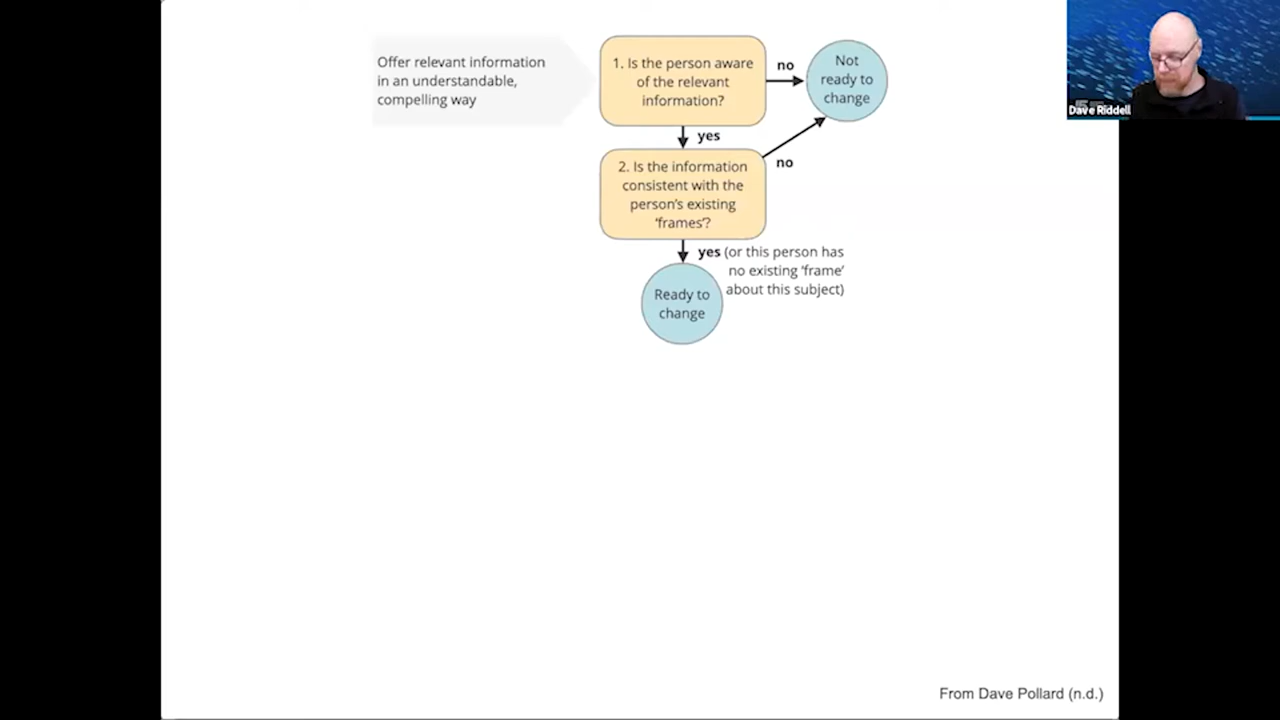 Offer relevant information
in an understandable,
compelling way
1. Is the person aware
of the relevant
information?
no
Not
ready to
change
Dave Riddell
yes
2. Is the information
consistent with the
person's existing
‘frames’?
no
yes (or this person has
no existing ‘frame’
about this subject)
Ready to
change
From Dave Pollard (n.d.)